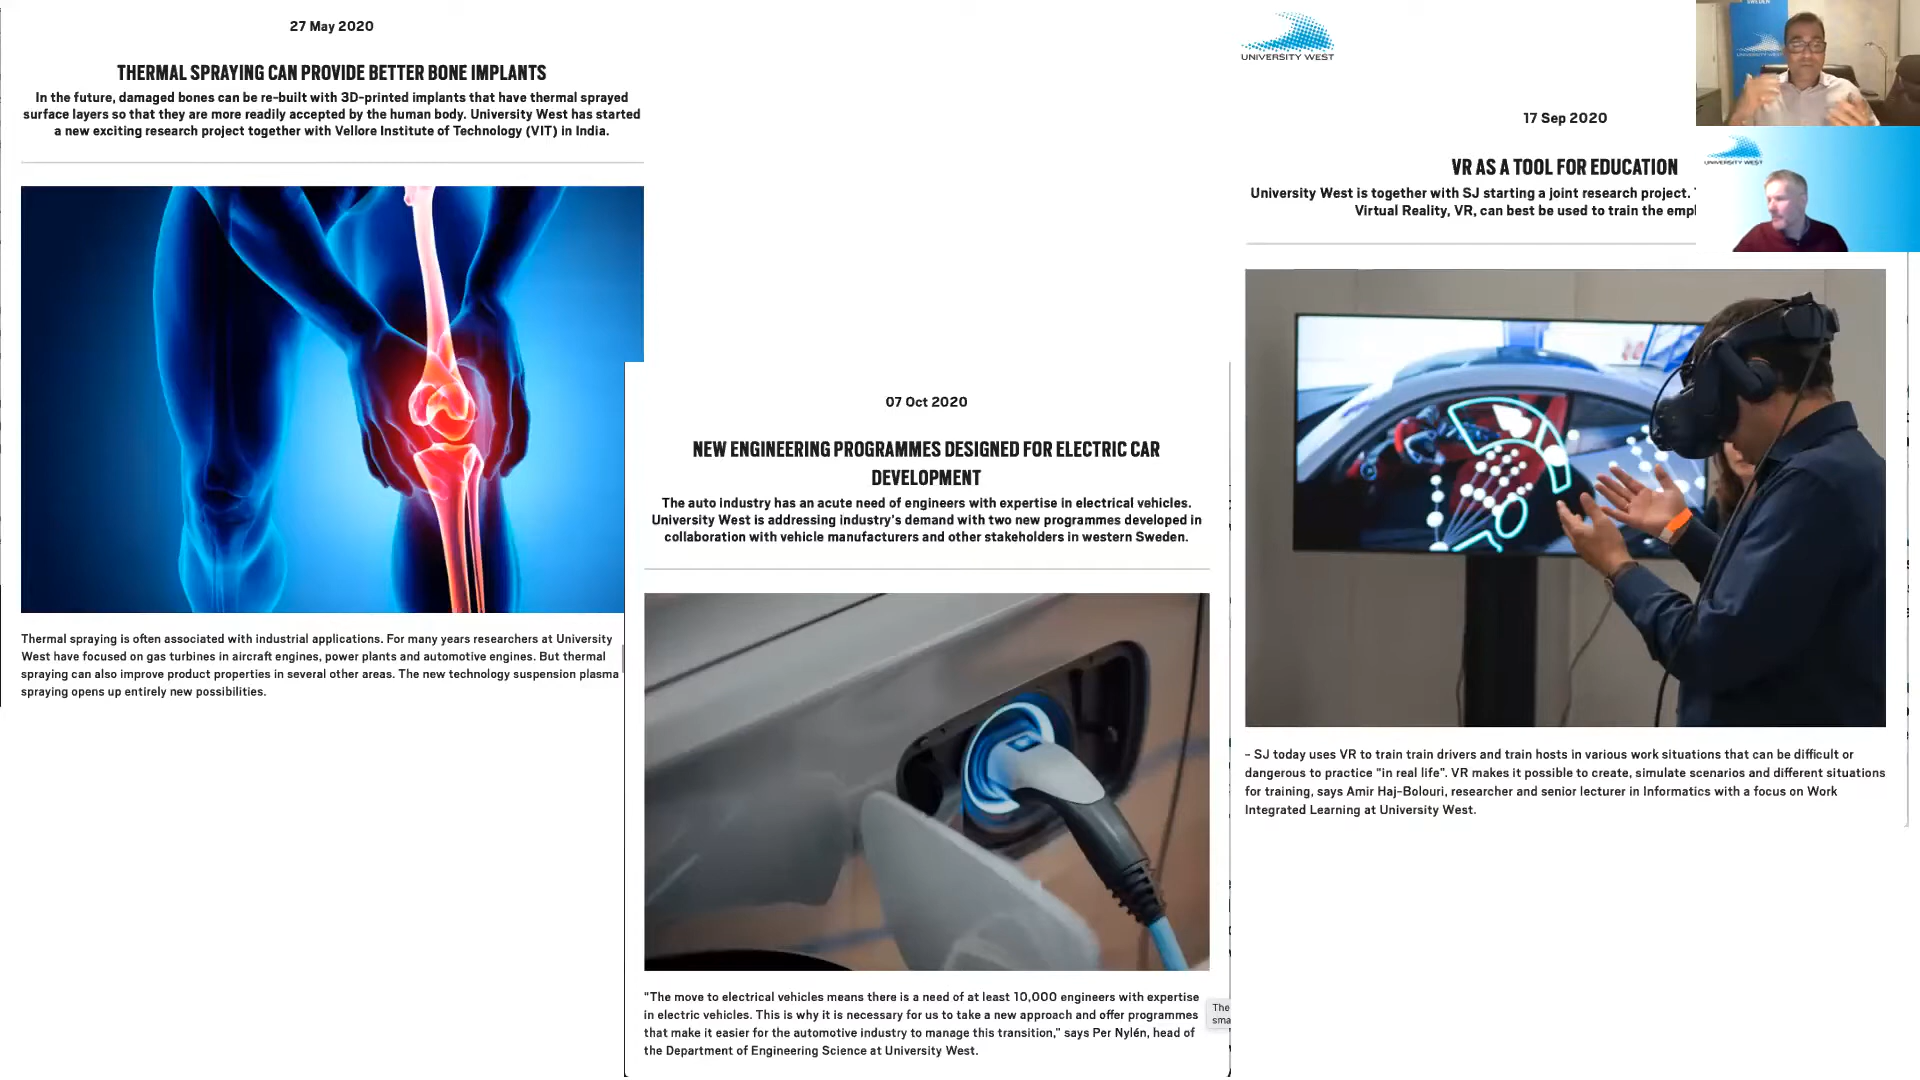 27 May 2020
THERMAL SPRAYING CAN PROVIDE BETTER BONE IMPLANTS
In the future, damaged bones can be re-built with 3D-printed implants that have thermal sprayed
surface layers so that they are more readily accepted by the human body. University West has started
a new exciting research project together with Vellore Institute of Technology (VIT) in India.
Thermal spraying is often associated with industrial applications. For many years researchers at University
West have focused on gas turbines in aircraft engines, power plants and automotive engines. But thermal
spraying can also improve product properties in several other areas. The new technology suspension plasma
spraying opens up entirely new possibilities.
07 Oct 2020
NEW ENGINEERING PROGRAMMES DESIGNED FOR ELECTRIC CAR
DEVELOPMENT
The auto industry has an acute need of engineers with expertise in electrical vehicles.
University West is addressing industry's demand with two new programmes developed in
collaboration with vehicle manufacturers and other stakeholders in western Sweden.
"The move to electrical vehicles means there is a need of at least 10,000 engineers with expertise
in electric vehicles. This is why it is necessary for us to take a new approach and offer programmes
that make it easier for the automotive industry to manage this transition," says Per Nylén, head of
the Department of Engineering Science at University West.
The
sma
UNIVERSITY WEST
17 Sep 2020
VR AS A TOOL FOR EDUCATION
University West is together with SJ starting a joint research project.
Virtual Reality, VR, can best be used to train the empl
– SJ today uses VR to train train drivers and train hosts in various work situations that can be difficult or
dangerous to practice "in real life". VR makes it possible to create, simulate scenarios and different situations
for training, says Amir Haj-Bolouri, researcher and senior lecturer in Informatics with a focus on Work
Integrated Learning at University West.
SWEDEN
UNIVERSITY WEST
UNIVERSITY WEST